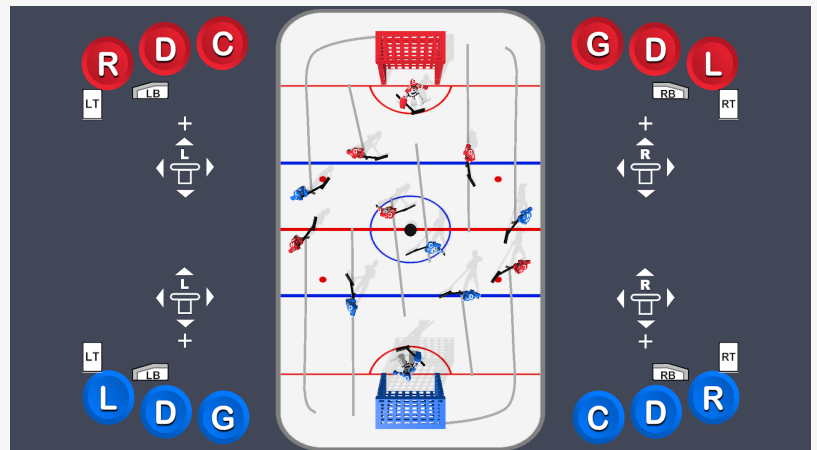 R D C
G D L
LT LB
RB RT
+ +
L R
L R
+ +
LT LB
RB RT
L D G
C D R